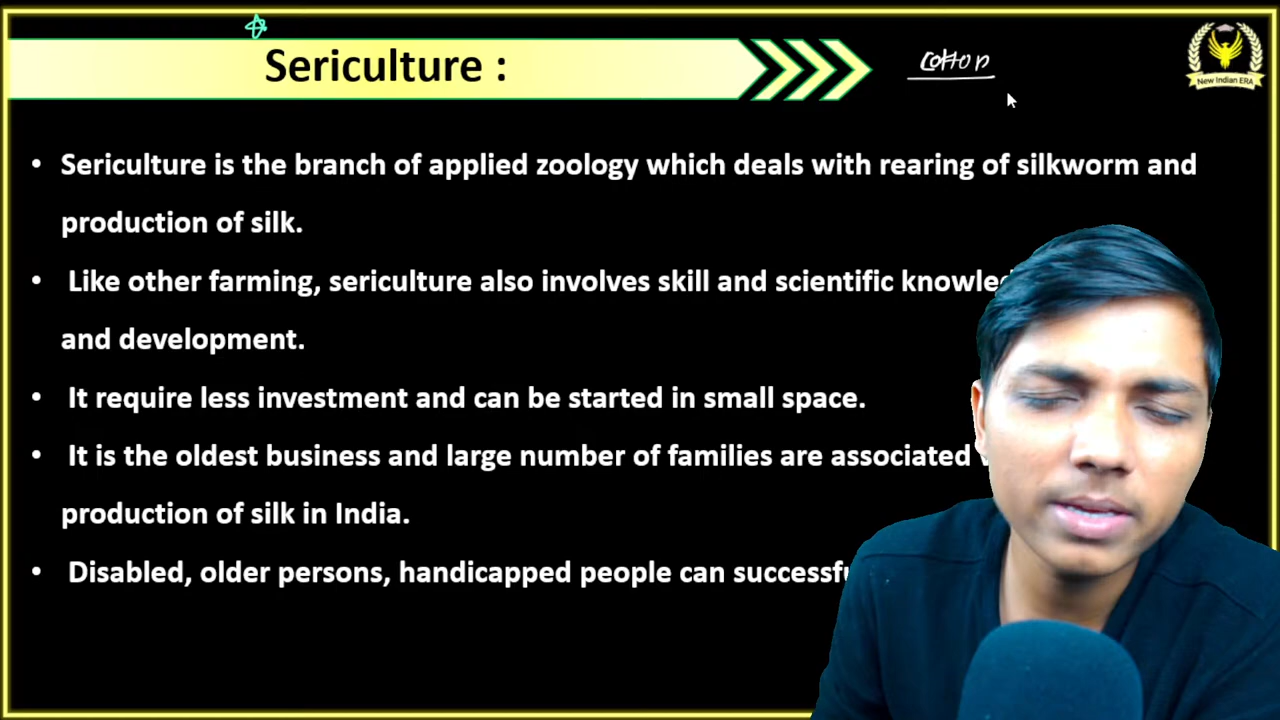 Sericulture :
cotton
New Indian ERA
• Sericulture is the branch of applied zoology which deals with rearing of silkworm and
production of silk.
• Like other farming, sericulture also involves skill and scientific
and development.
• It require less investment and can be started in small space.
• It is the oldest business and large number of families are associated
production of silk in India.
• Disabled, older persons, handicapped people can